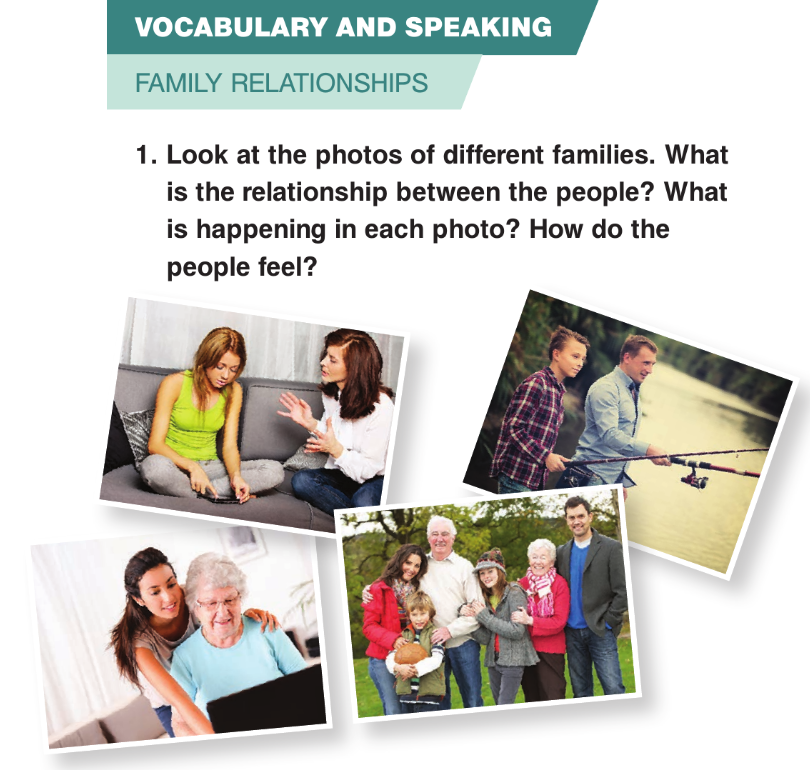 VOCABULARY AND SPEAKING
FAMILY RELATIONSHIPS
1. Look at the photos of different families. What
is the relationship between the people? What
is happening in each photo? How do the
people feel?